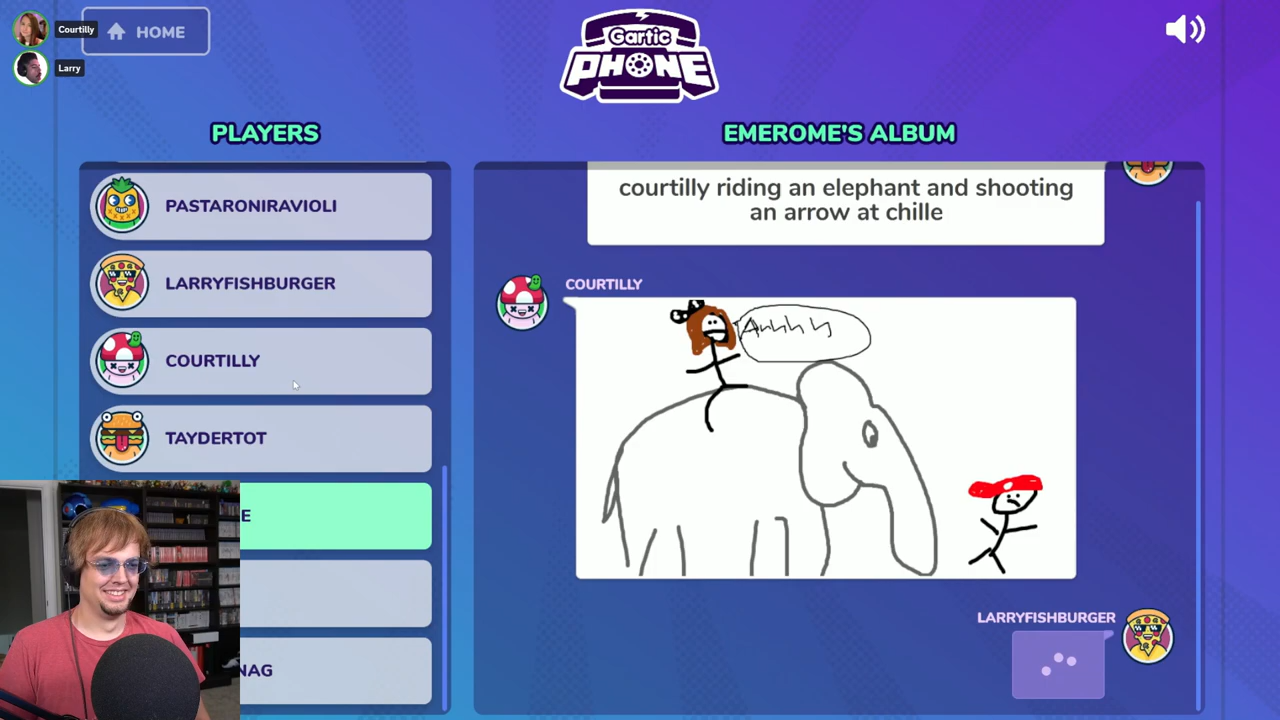 Courtilly
HOME
Larry
Gartic
PHONE
PLAYERS
EMEROME'S ALBUM
PASTARONIRAVIOLI
LARRYFISHBURGER
COURTILLY
TAYDERTOT
E
NAG
courtilly riding an elephant and shooting
an arrow at chille
COURTILLY
Ahhhh
LARRYFISHBURGER